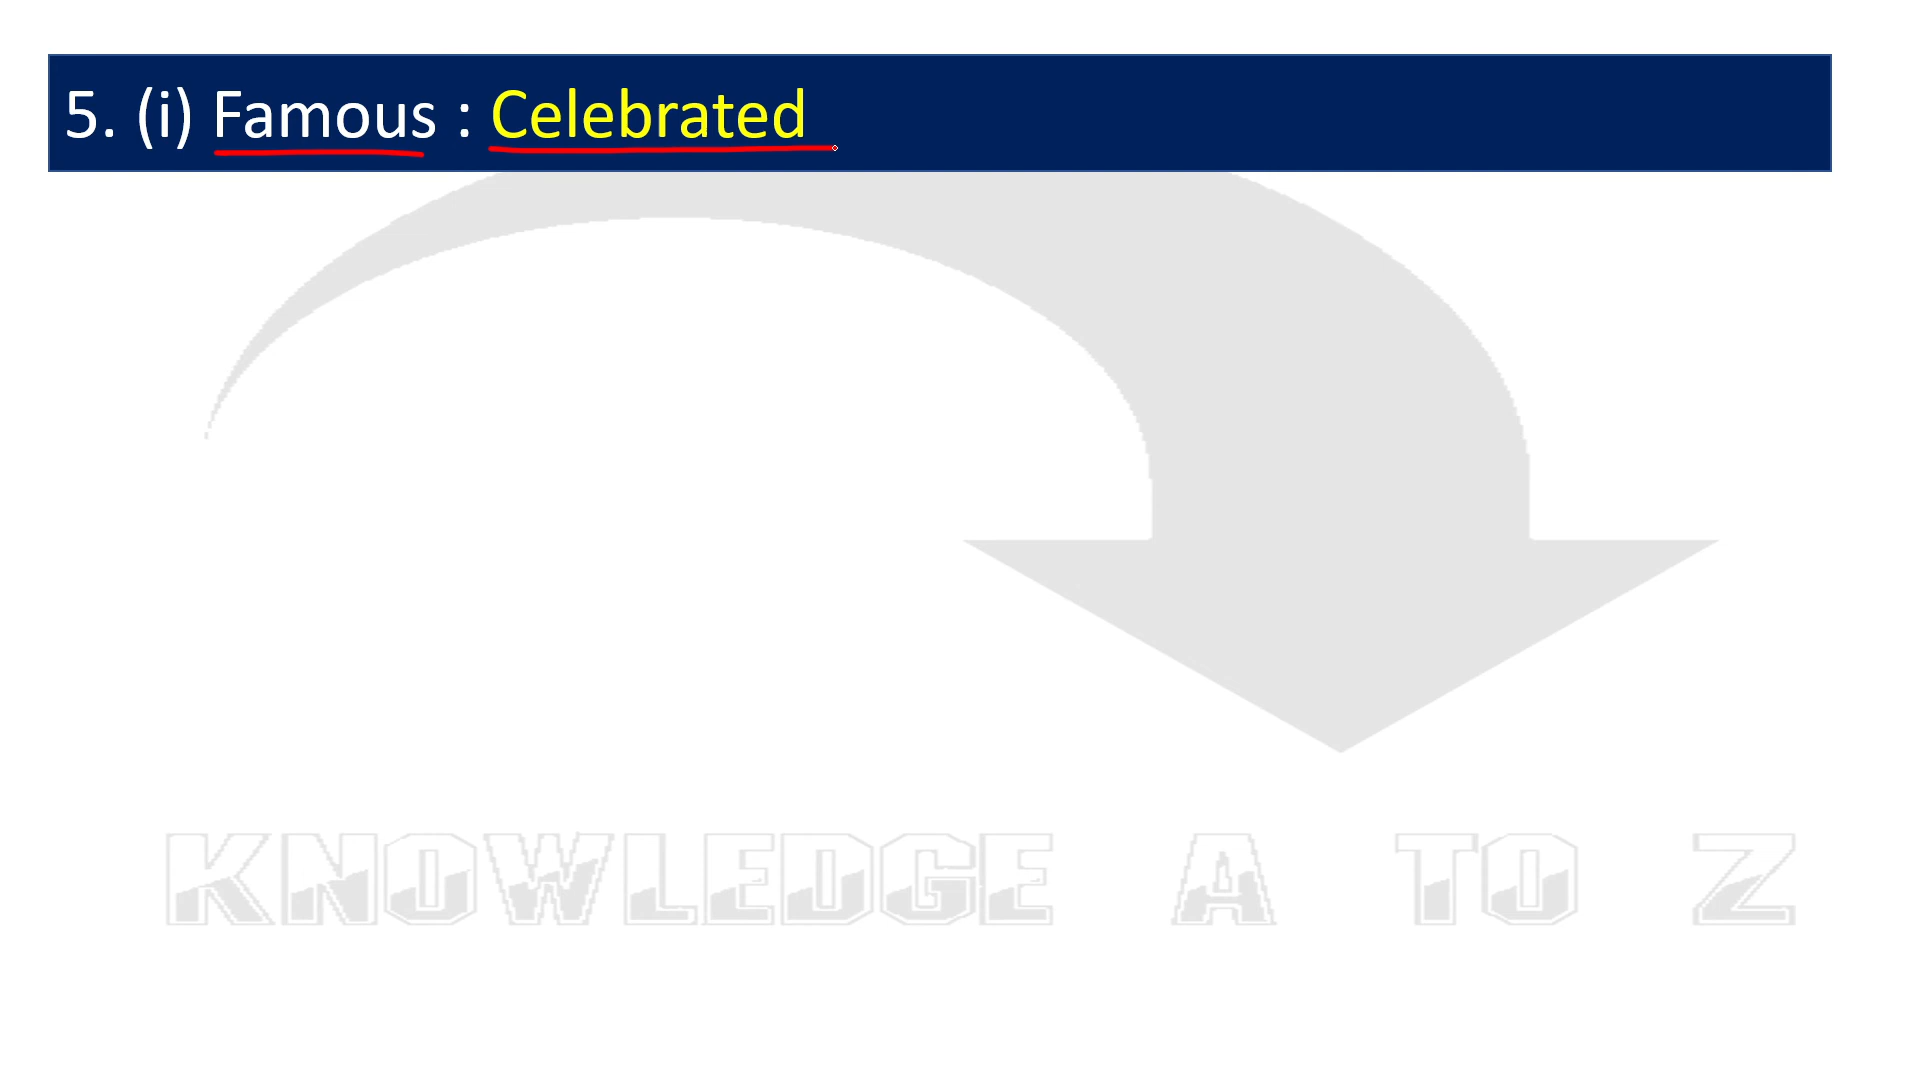 5. (i) Famous : Celebrated
KNOWLEDGE A TO Z